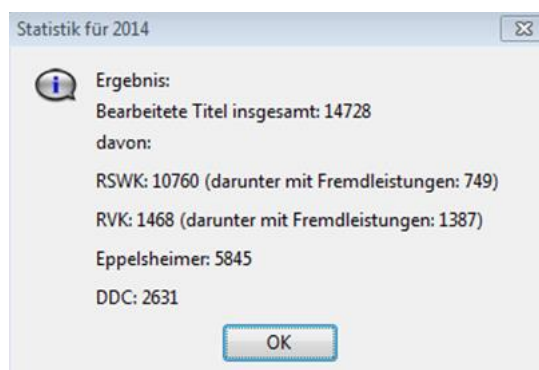 Statistik für 2014
Ergebnis:
Bearbeitete Titel insgesamt: 14728
davon:
RSWK: 10760 (darunter mit Fremdleistungen: 749)
RVK: 1468 (darunter mit Fremdleistungen: 1387)
Eppelsheimer: 5845
DDC: 2631
OK